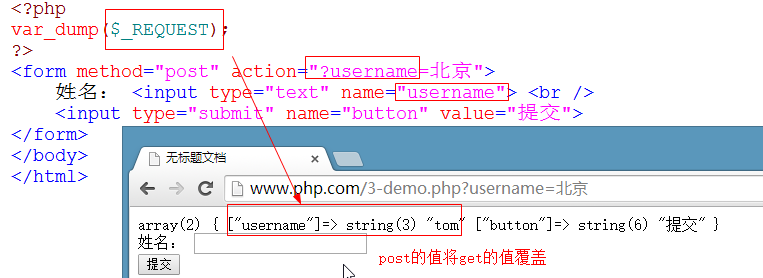 <?php
var_dump($_REQUEST);
?>
<form method="post" action="?username=北京">
姓名： <input type="text" name="username"> <br />
<input type="submit" name="button" value="提交">
</form>
</body>
</html>
无标题文档
www.php.com/3-demo.php?username=北京
array(2) { ["username"]=> string(3) "tom" ["button"]=> string(6) "提交" }
姓名：
post的值将get的值覆盖
提交